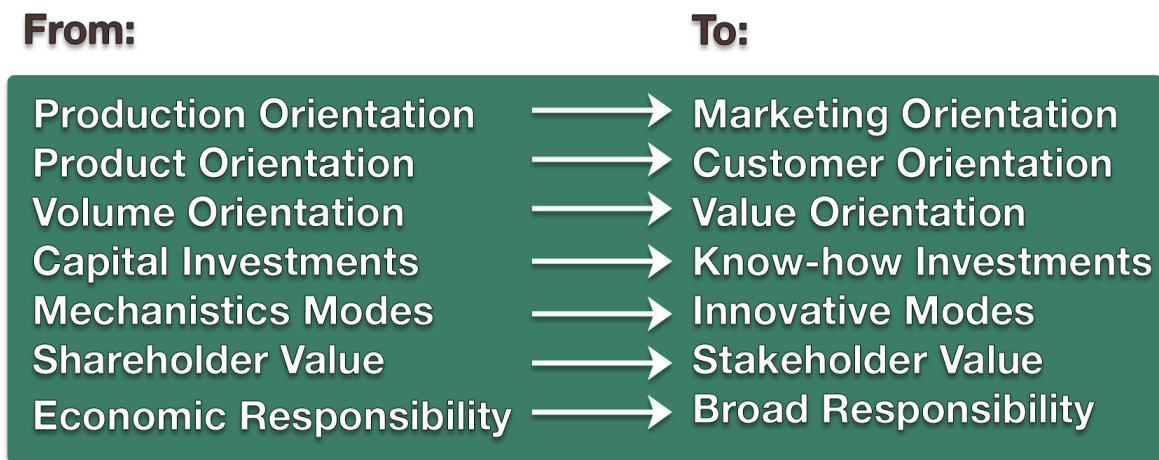 From: To:
Production Orientation Marketing Orientation
Product Orientation Customer Orientation
Volume Orientation Value Orientation
Capital Investments Know-how Investments
Mechanistics Modes Innovative Modes
Shareholder Value Stakeholder Value
Economic Responsibility Broad Responsibility